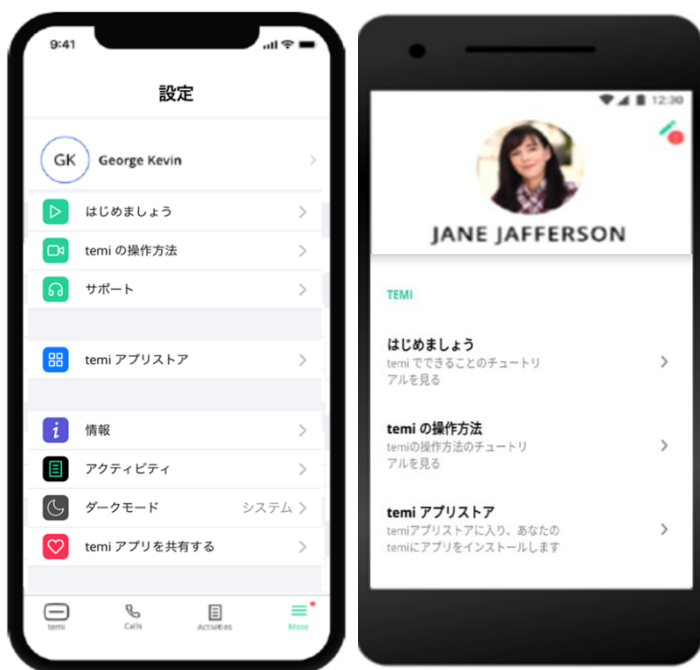 9:41
設定
GK
George Kevin
はじめましょう
temi の操作方法
サポート
temi アプリストア
i
情報
アクティビティ
ダークモード
システム
temi アプリを共有する
temi
Calls
Activities
More
12:30
JANE JAFFERSON
TEMI
はじめましょう
temi でできることのチュートリ
アルを見る
temi の操作方法
temiの操作方法のチュートリ
アルを見る
temi アプリストア
temiアプリストアに入り、あなたの
temiにアプリをインストールします